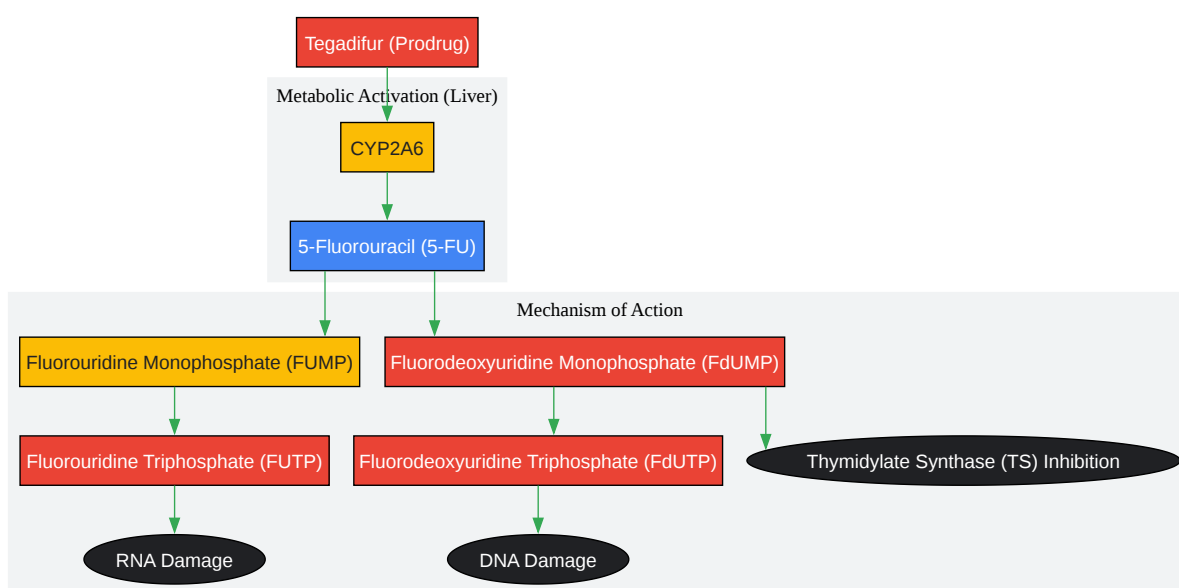 Tegadifur (Prodrug)
Metabolic Activation (Liver)
CYP2A6
5-Fluorouracil (5-FU)
Mechanism of Action
Fluorouridine Monophosphate (FUMP)
Fluorodeoxyuridine Monophosphate (FdUMP)
Fluorouridine Triphosphate (FUTP)
Fluorodeoxyuridine Triphosphate (FdUTP)
Thymidylate Synthase (TS) Inhibition
RNA Damage
DNA Damage